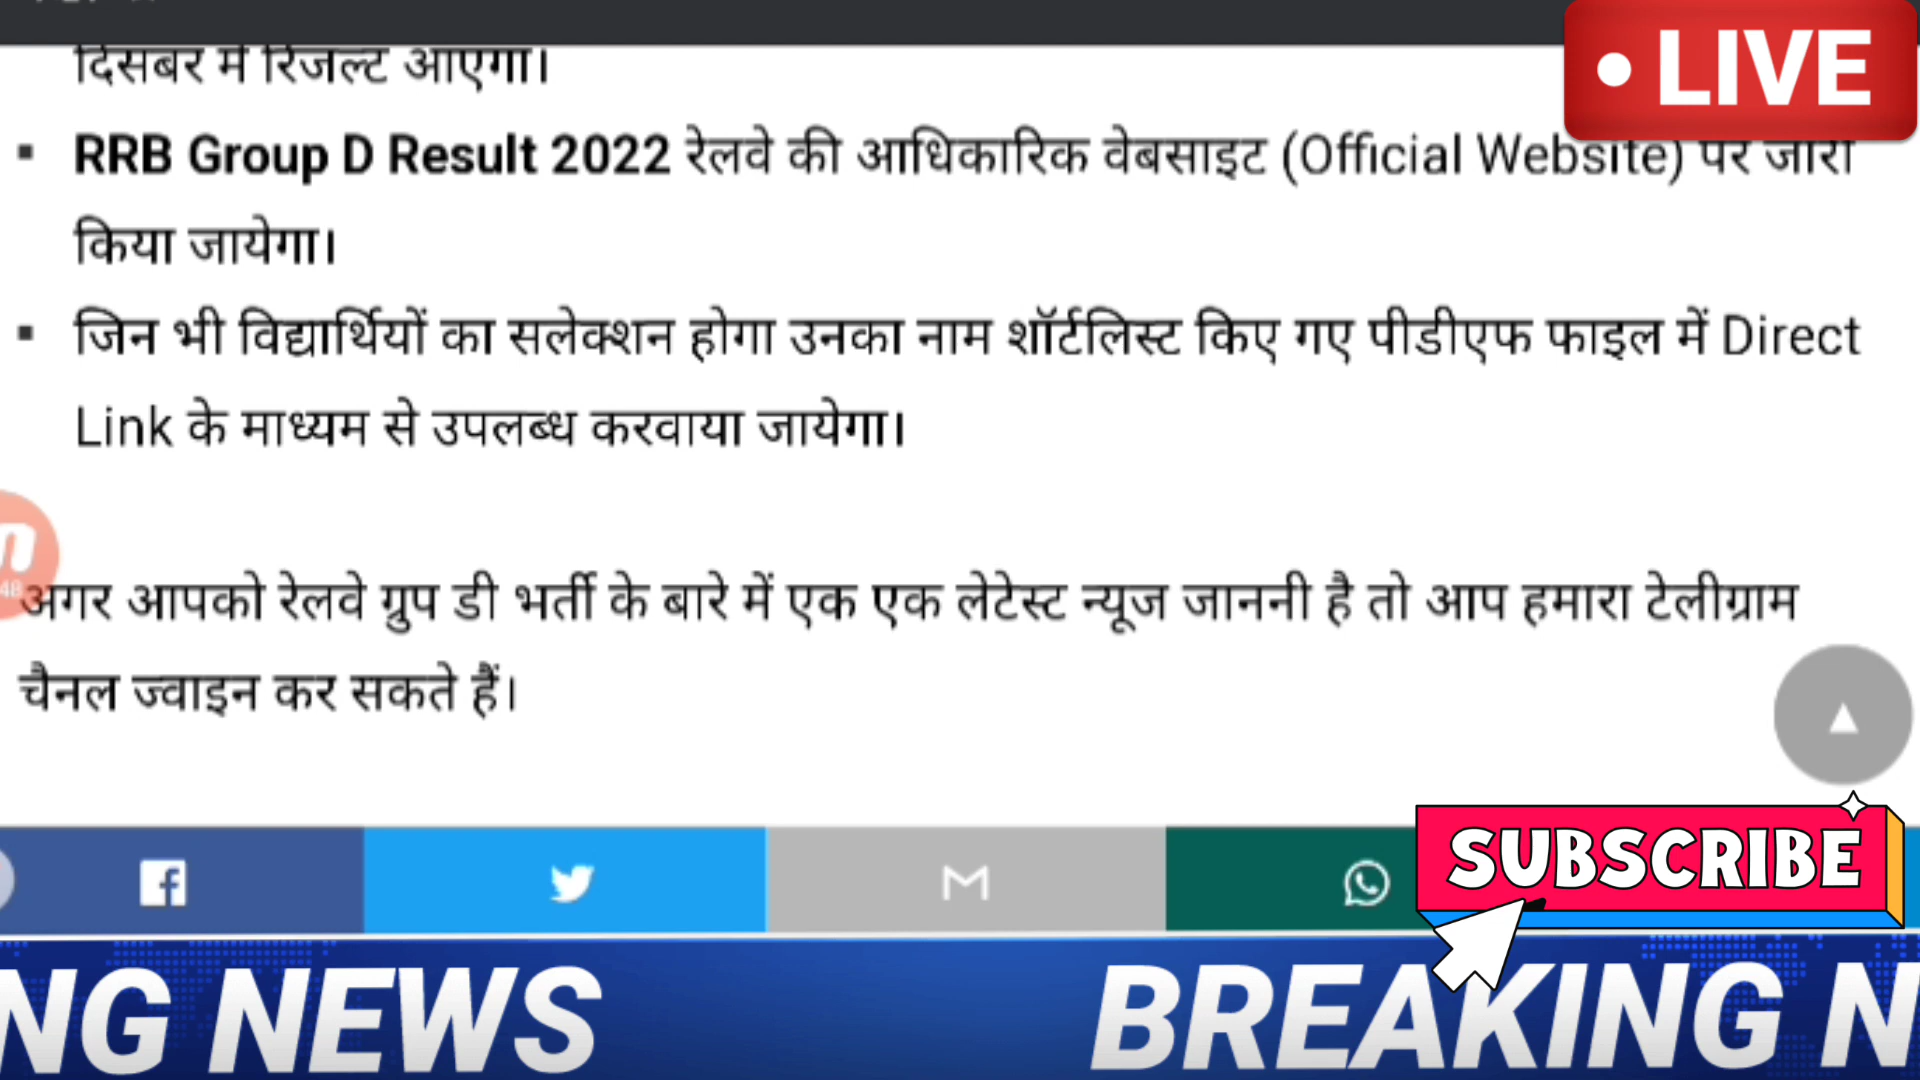 दिसंबर में रिजल्ट आएगा।
LIVE
RRB Group D Result 2022 रेलवे की आधिकारिक वेबसाइट (Official Website) पर जारी
किया जायेगा।
जिन भी विद्यार्थियों का सलेक्शन होगा उनका नाम शॉर्टलिस्ट किए गए पीडीएफ फाइल में Direct
Link के माध्यम से उपलब्ध करवाया जायेगा।
48
अगर आपको रेलवे ग्रुप डी भर्ती के बारे में एक एक लेटेस्ट न्यूज जाननी है तो आप हमारा टेलीग्राम
चैनल ज्वाइन कर सकते हैं।
SUBSCRIBE
NG NEWS BREAKING N